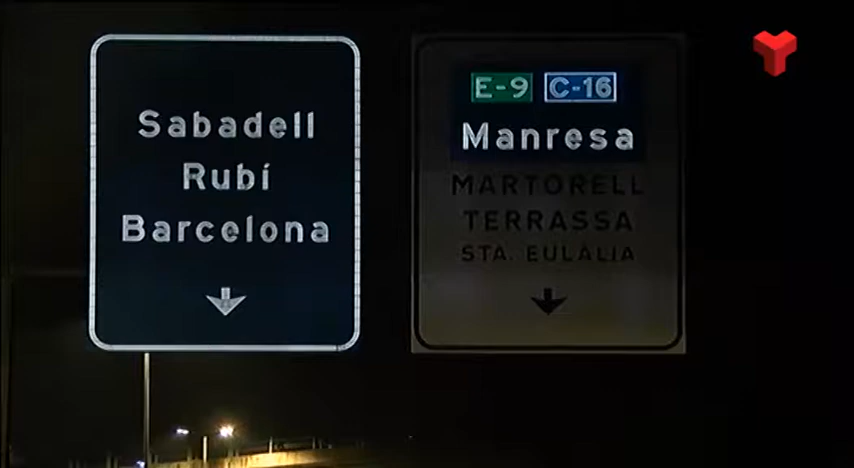 Sabadell
Rubí
Barcelona
E-9 C-16
Manresa
MARTORELL
TERRASSA
STA. EULÀLIA